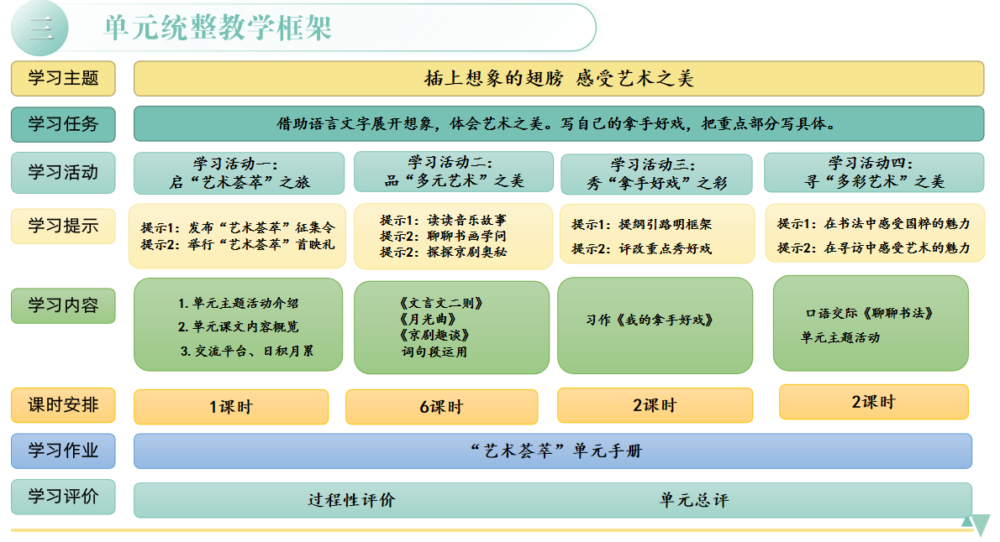 三
单元统整教学框架
学习主题
插上想象的翅膀 感受艺术之美
学习任务
借助语言文字展开想象，体会艺术之美。写自己的拿手好戏，把重点部分写具体。
学习活动
学习活动一：
启“艺术荟萃”之旅
学习活动二：
品“多元艺术”之美
学习活动三：
秀“拿手好戏”之彩
学习活动四：
寻“多彩艺术”之美
学习提示
提示1：发布“艺术荟萃”征集令
提示2：举行“艺术荟萃”首映礼
提示1：读读音乐故事
提示2：聊聊书画学问
提示2：探探京剧奥秘
提示1：提纲引路明框架
提示2：评改重点秀好戏
提示1：在书法中感受国粹的魅力
提示2：在寻访中感受艺术的魅力
学习内容
1.单元主题活动介绍
2.单元课文内容概览
3.交流平台、日积月累
《文言文二则》
《月光曲》
《京剧趣谈》
词句段运用
习作《我的拿手好戏》
口语交际《聊聊书法》
单元主题活动
课时安排
1课时
6课时
2课时
2课时
学习作业
“艺术荟萃”单元手册
学习评价
过程性评价
单元总评